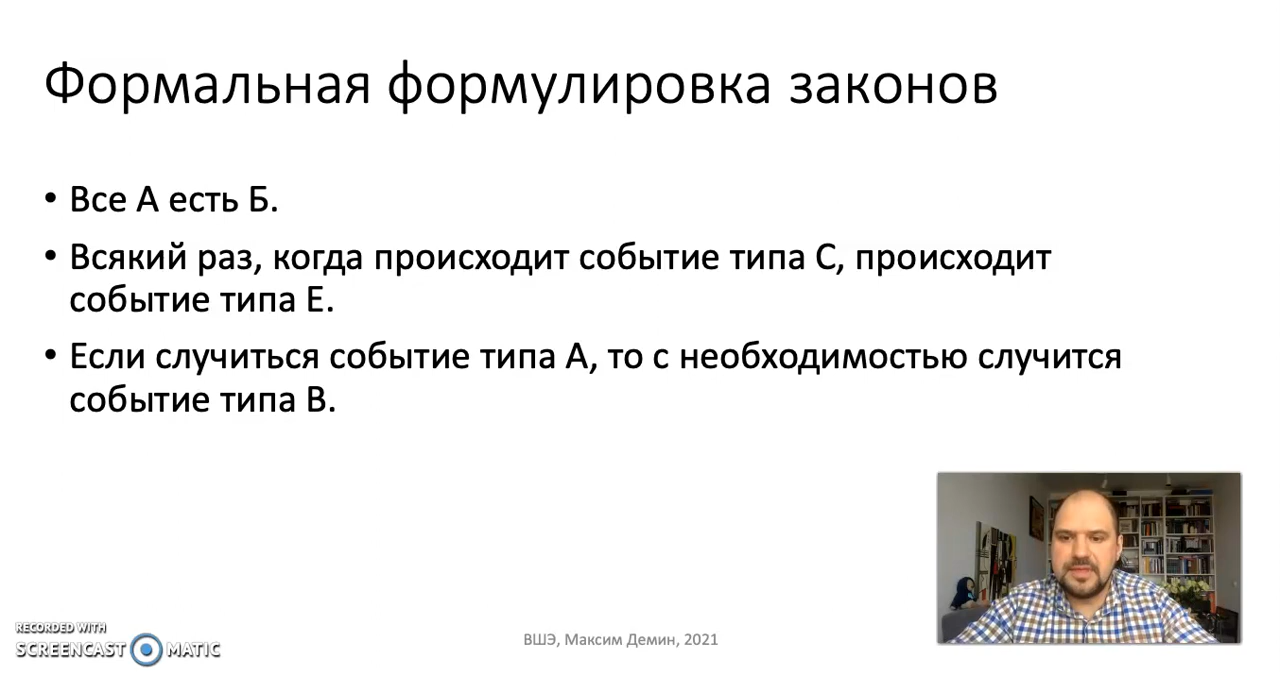 Формальная формулировка законов
• Все А есть Б.
• Всякий раз, когда происходит событие типа С, происходит
событие типа Е.
• Если случиться событие типа А, то с необходимостью случится
событие типа В.
RECORDED WITH
SCREENCAST MATIC
ВШЭ, Максим Демин, 2021